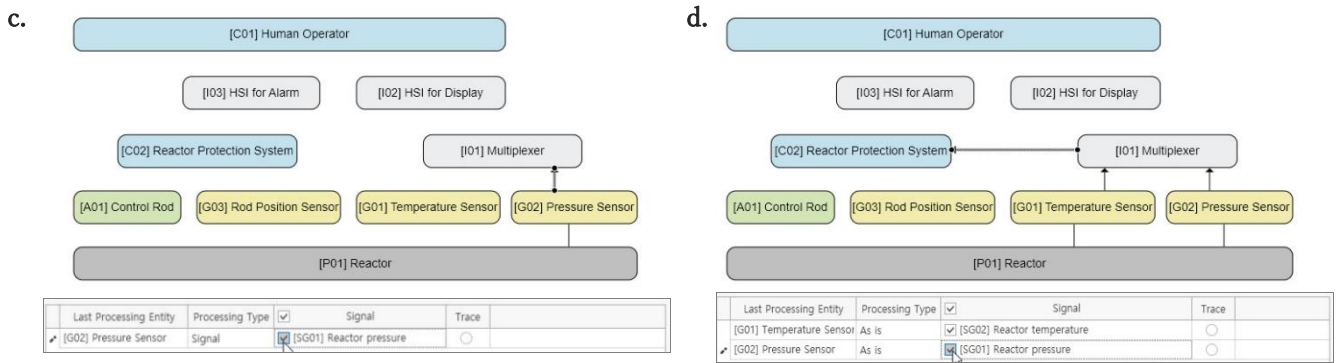 c.
[C01] Human Operator
[I03] HSI for Alarm
[I02] HSI for Display
[C02] Reactor Protection System
[I01] Multiplexer
[A01] Control Rod
[G03] Rod Position Sensor
[G01] Temperature Sensor
[G02] Pressure Sensor
[P01] Reactor
Last Processing Entity Processing Type Signal Trace
[G02] Pressure Sensor Signal [SG01] Reactor pressure
d.
[C01] Human Operator
[I03] HSI for Alarm
[I02] HSI for Display
[C02] Reactor Protection System
[I01] Multiplexer
[A01] Control Rod
[G03] Rod Position Sensor
[G01] Temperature Sensor
[G02] Pressure Sensor
[P01] Reactor
Last Processing Entity Processing Type Signal Trace
[G01] Temperature Sensor As is [SG02] Reactor temperature
[G02] Pressure Sensor As is [SG01] Reactor pressure